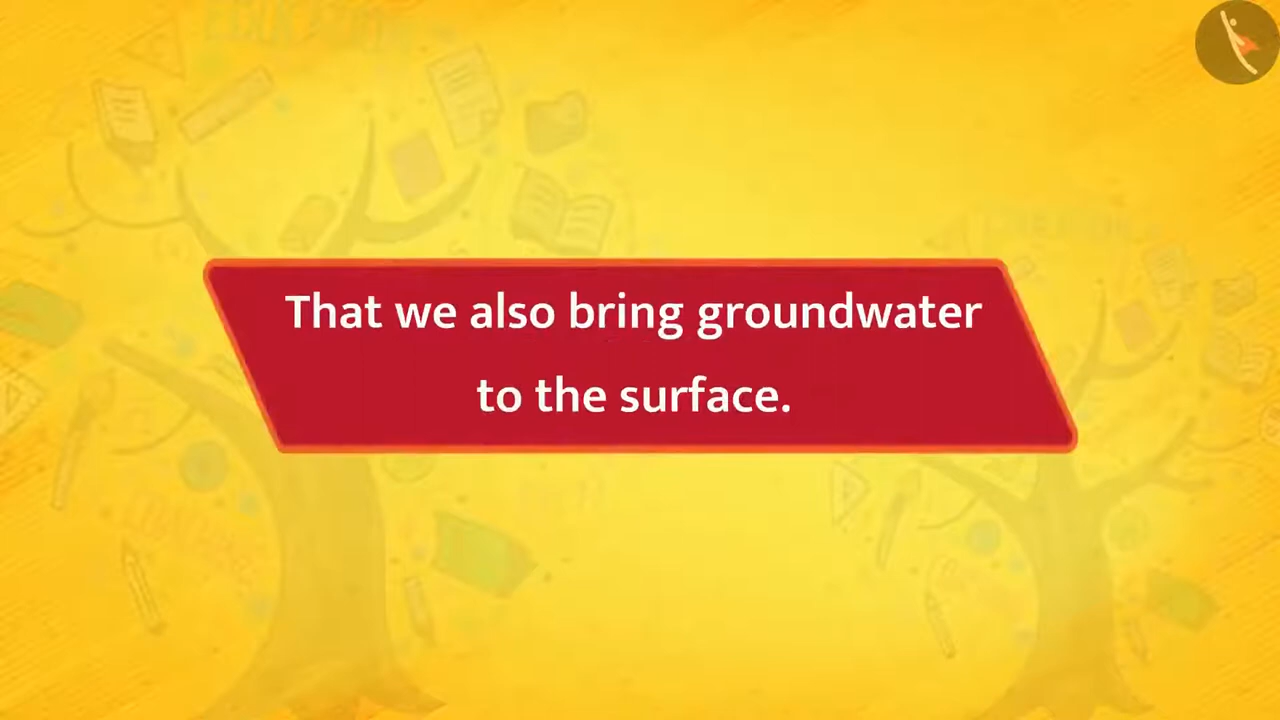 That we also bring groundwater
to the surface.